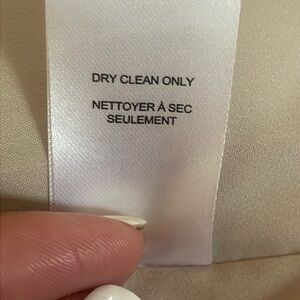 DRY CLEAN ONLY
NETTOYER À SEC
SEULEMENT